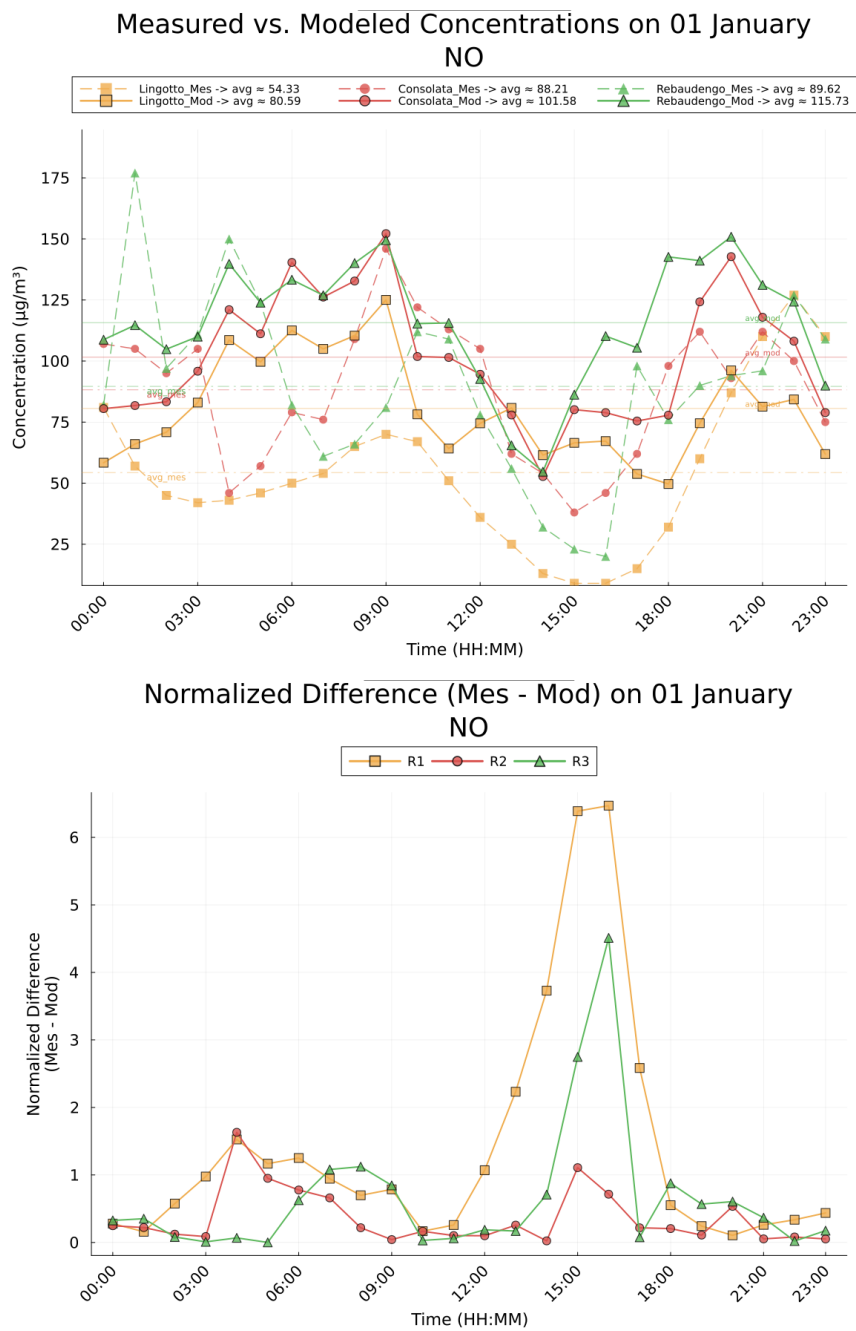 Measured vs. Modeled Concentrations on 01 January
NO
Lingotto_Mes -> avg ≈ 54.33
Consolata_Mes -> avg ≈ 88.21
Rebaudengo_Mes -> avg ≈ 89.62
Lingotto_Mod -> avg ≈ 80.59
Consolata_Mod -> avg ≈ 101.58
Rebaudengo_Mod -> avg ≈ 115.73
Concentration (µg/m³)
175
150
125
100
75
50
25
avg_mod
avg_mod
avg_mes
avg_mes
avg_mod
avg_mes
00:00
03:00
06:00
09:00
12:00
15:00
18:00
21:00
23:00
Time (HH:MM)
Normalized Difference (Mes - Mod) on 01 January
NO
R1
R2
R3
Normalized Difference
(Mes - Mod)
6
5
4
3
2
1
0
00:00
03:00
06:00
09:00
12:00
15:00
18:00
21:00
23:00
Time (HH:MM)